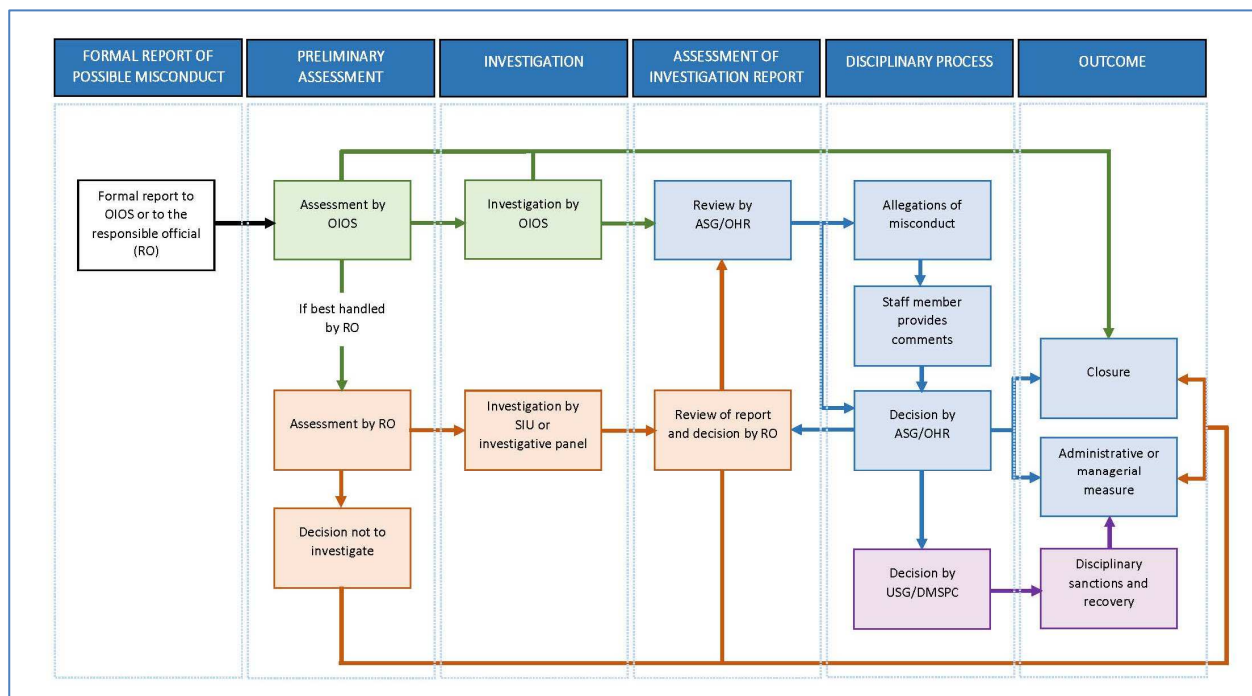 FORMAL REPORT OF
POSSIBLE MISCONDUCT
PRELIMINARY
ASSESSMENT
INVESTIGATION
ASSESSMENT OF
INVESTIGATION REPORT
DISCIPLINARY PROCESS
OUTCOME
Formal report to
OIOS or to the
responsible official
(RO)
Assessment by
OIOS
If best handled
by RO
Assessment by RO
Decision not to
investigate
Investigation by
OIOS
Investigation by
SIU or
investigative panel
Review by
ASG/OHR
Review of report
and decision by RO
Allegations of
misconduct
Staff member
provides
comments
Decision by
ASG/OHR
Decision by
USG/DMSPC
Closure
Administrative or
managerial
measure
Disciplinary
sanctions and
recovery